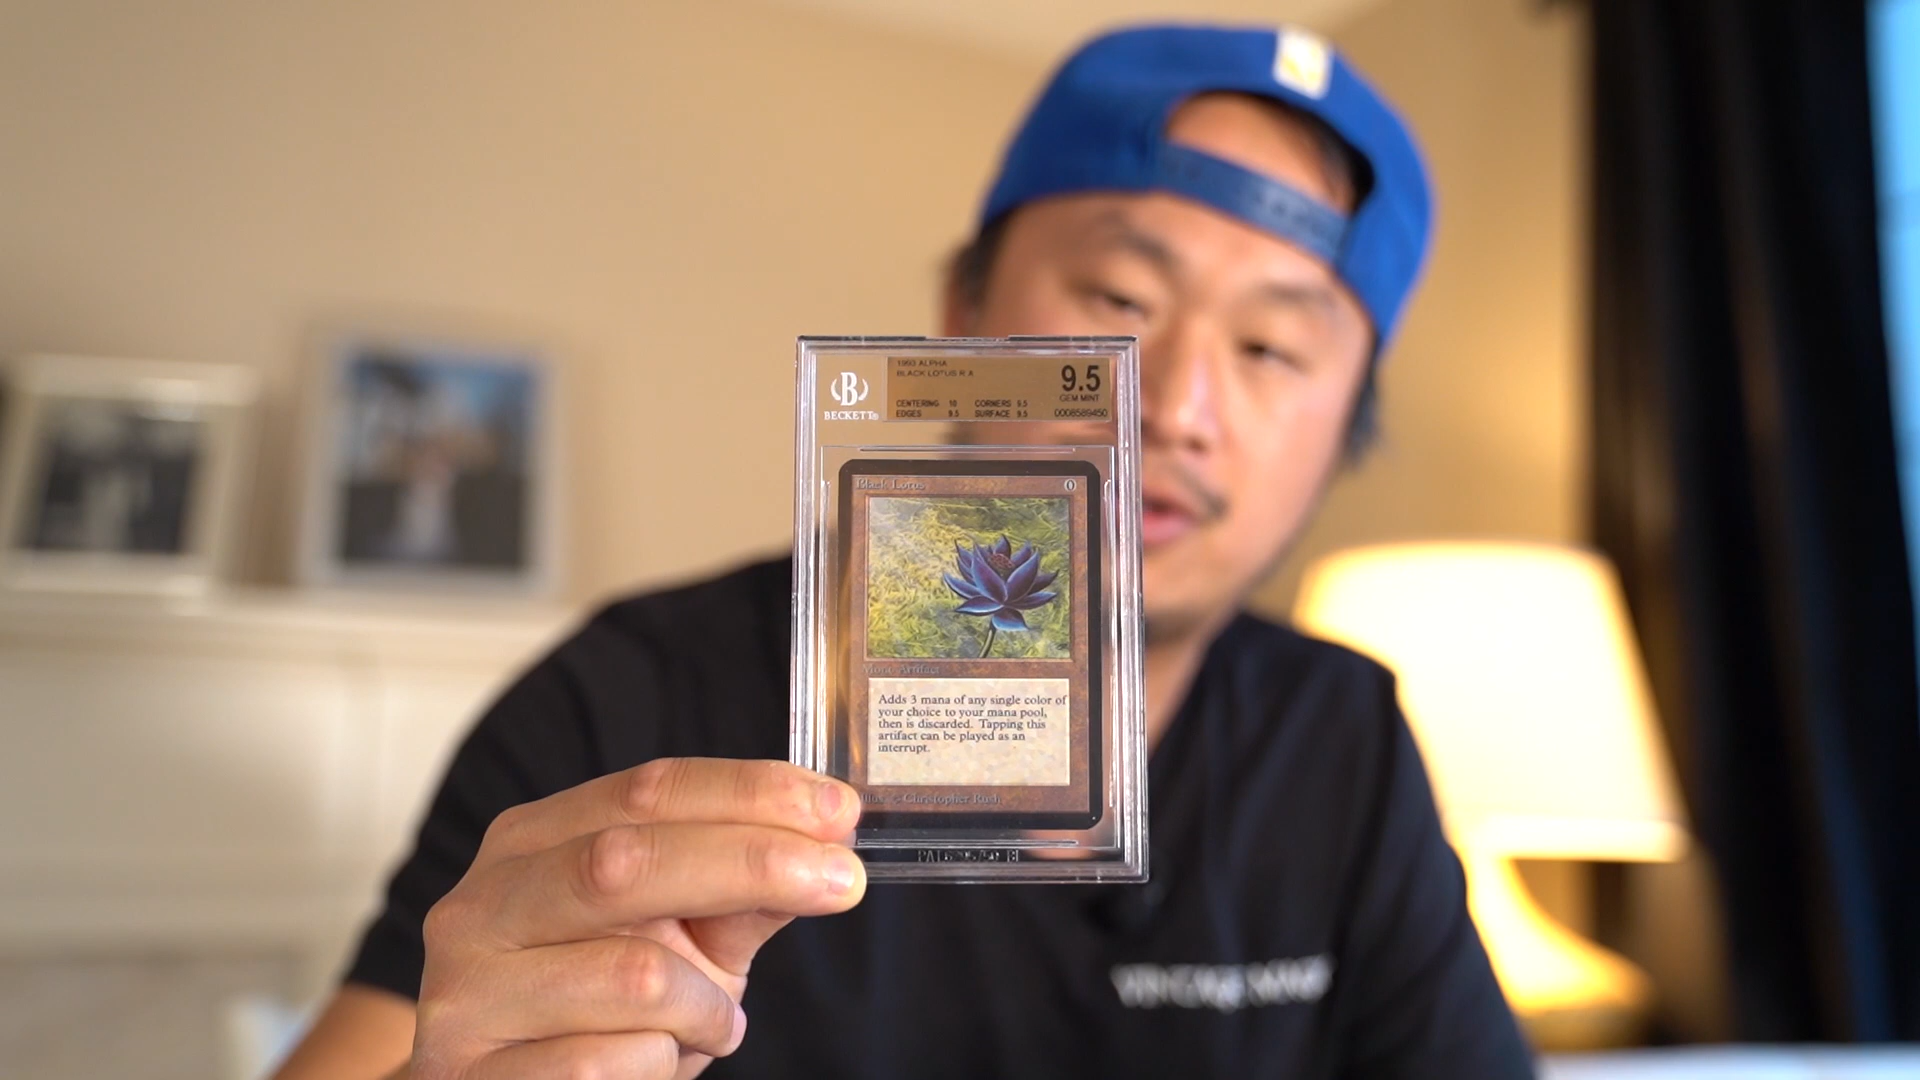 1993 ALPHA
BLACK LOTUS R A
9.5
GEM MINT
CENTERING 10 CORNERS 9.5
EDGES 9.5 SURFACE 9.5
0008589450
B
BECKETT®
Black Lotus 0
Mono Artifact
Adds 3 mana of any single color of
your choice to your mana pool,
then is discarded. Tapping this
artifact can be played as an
interrupt.
Illus. © Christopher Rush
VINTAGE MAGIC